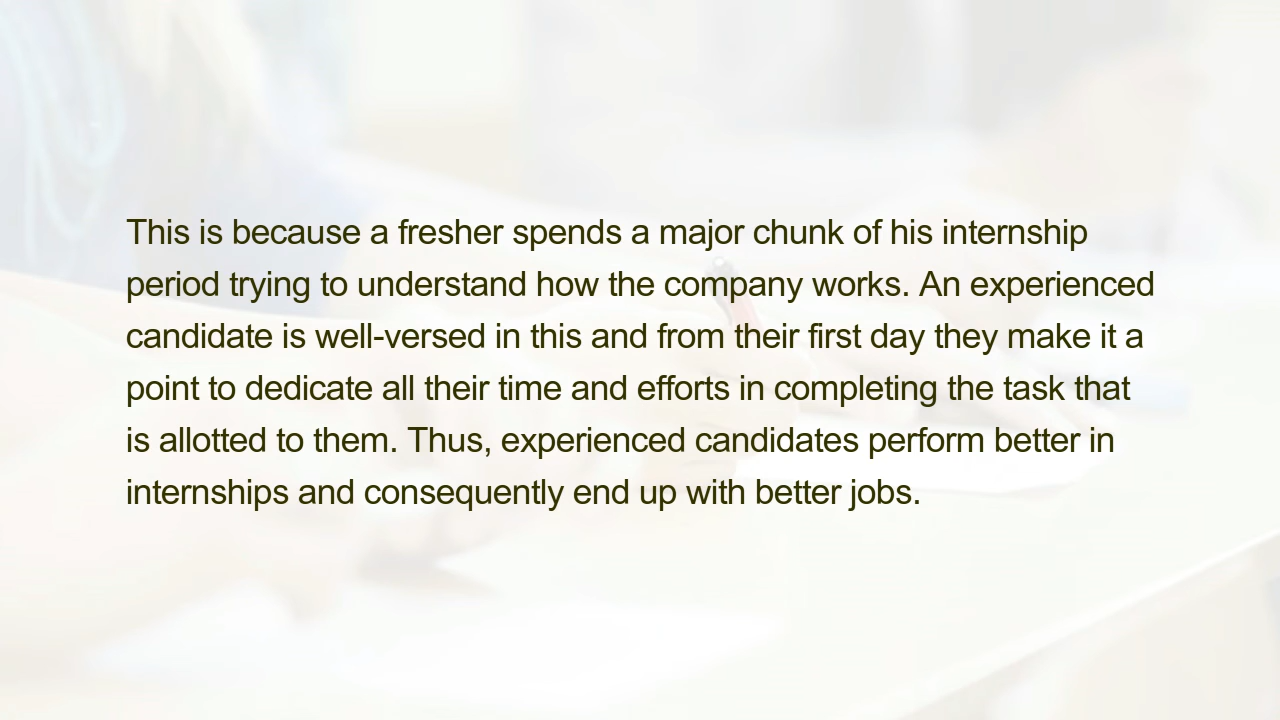 This is because a fresher spends a major chunk of his internship
period trying to understand how the company works. An experienced
candidate is well-versed in this and from their first day they make it a
point to dedicate all their time and efforts in completing the task that
is allotted to them. Thus, experienced candidates perform better in
internships and consequently end up with better jobs.